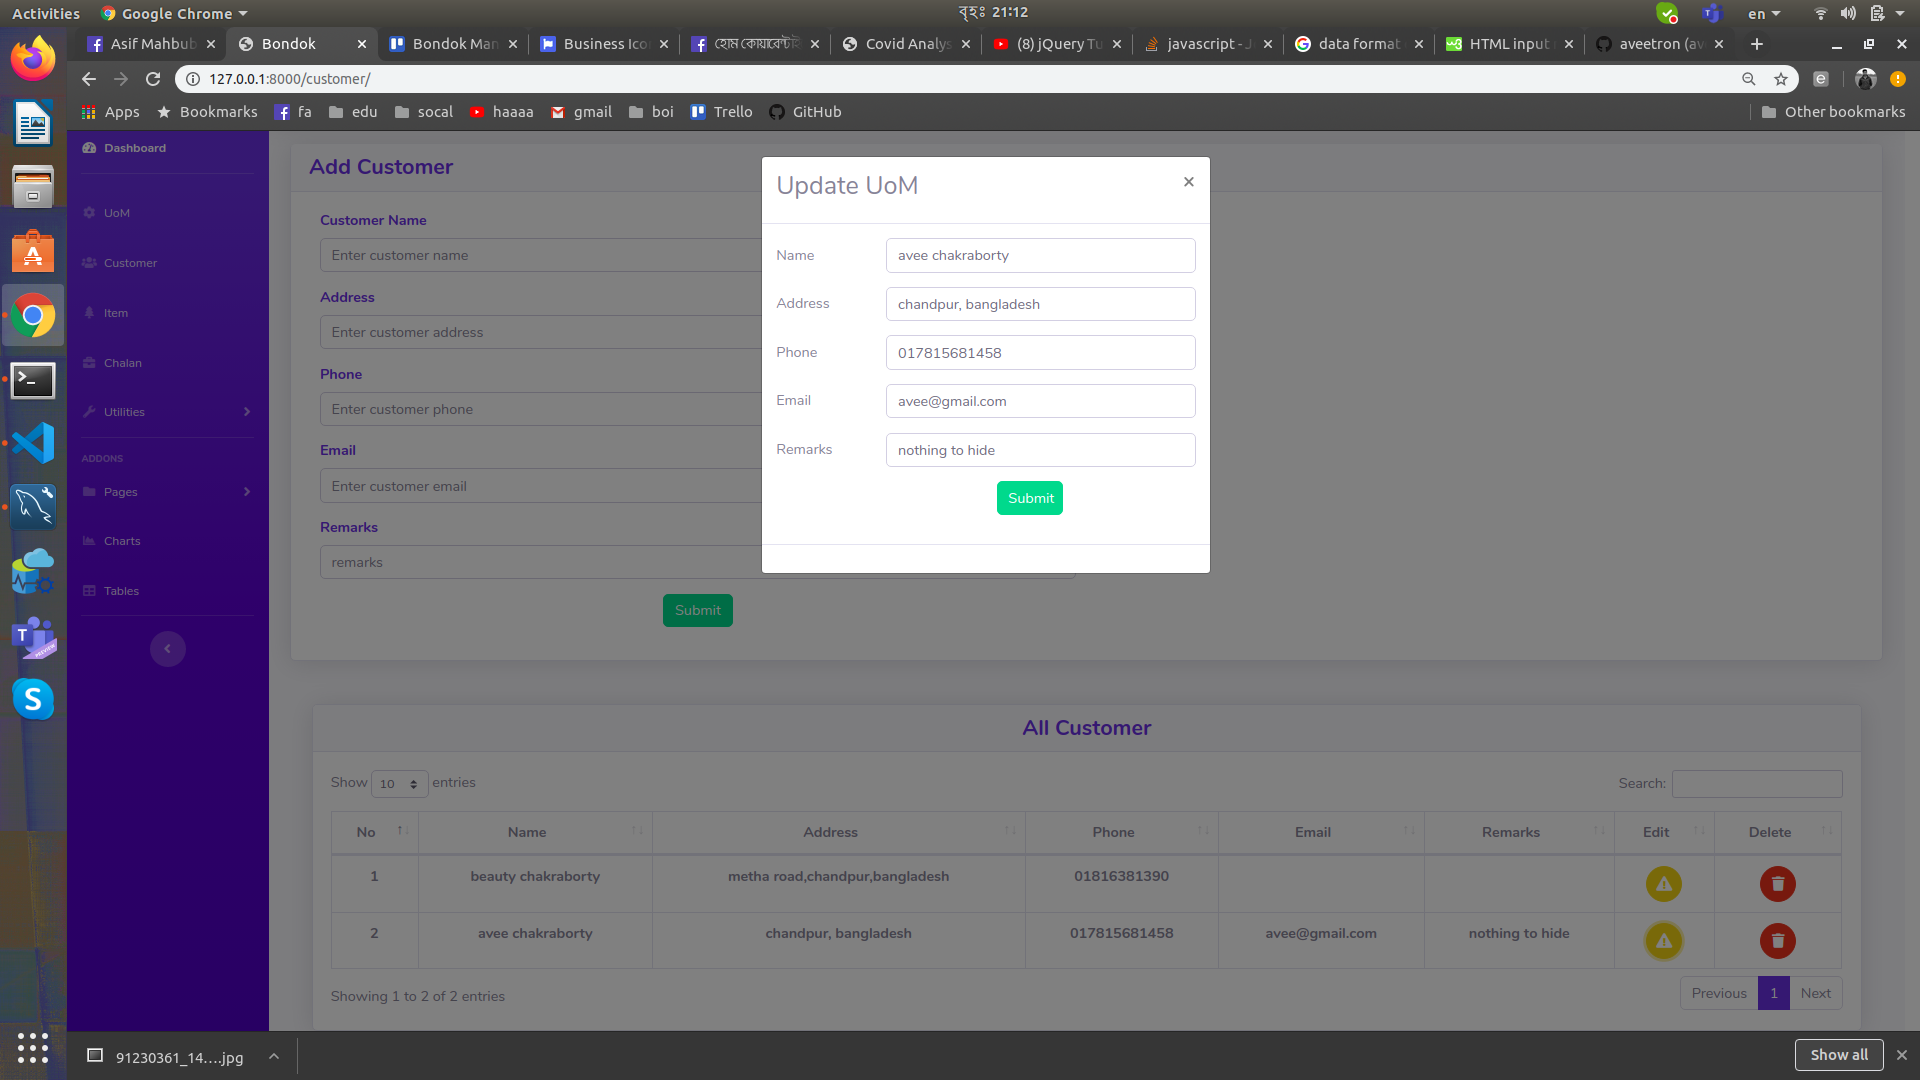 Activities Google Chrome বৃহঃ 21:12 en
Asif Mahbub Bondok Bondok Man Business Ico Covid Analys (8) jQuery Tu javascript - J data format HTML input aveetron (av
127.0.0.1:8000/customer/
Apps Bookmarks fa edu socal haaaa gmail boi Trello GitHub Other bookmarks
Dashboard
UoM
Customer
Item
Chalan
Utilities
ADDONS
Pages
Charts
Tables
Add Customer
Customer Name
Enter customer name
Address
Enter customer address
Phone
Enter customer phone
Email
Enter customer email
Remarks
remarks
Submit
Update UoM ×
Name avee chakraborty
Address chandpur, bangladesh
Phone 017815681458
Email avee@gmail.com
Remarks nothing to hide
Submit
All Customer
Show 10 entries Search:
No Name Address Phone Email Remarks Edit Delete
1 beauty chakraborty metha road,chandpur,bangladesh 01816381390
2 avee chakraborty chandpur, bangladesh 017815681458 avee@gmail.com nothing to hide
Showing 1 to 2 of 2 entries Previous 1 Next
91230361_14....jpg Show all